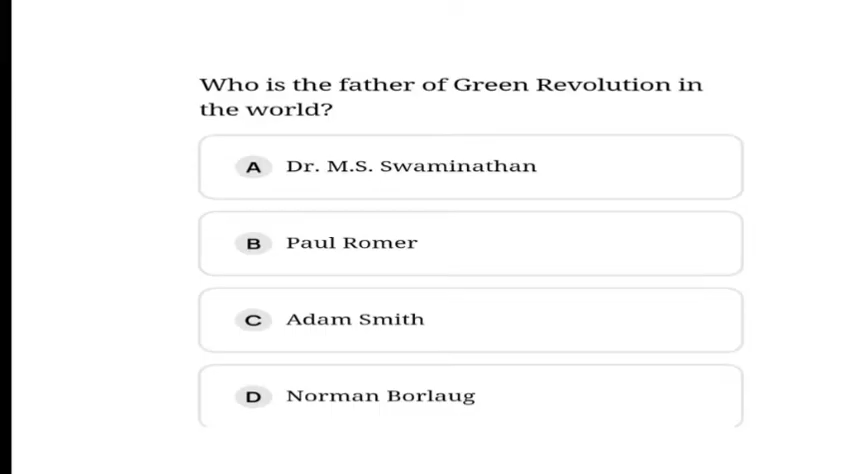 Who is the father of Green Revolution in
the world?
A Dr. M.S. Swaminathan
B Paul Romer
C Adam Smith
D Norman Borlaug